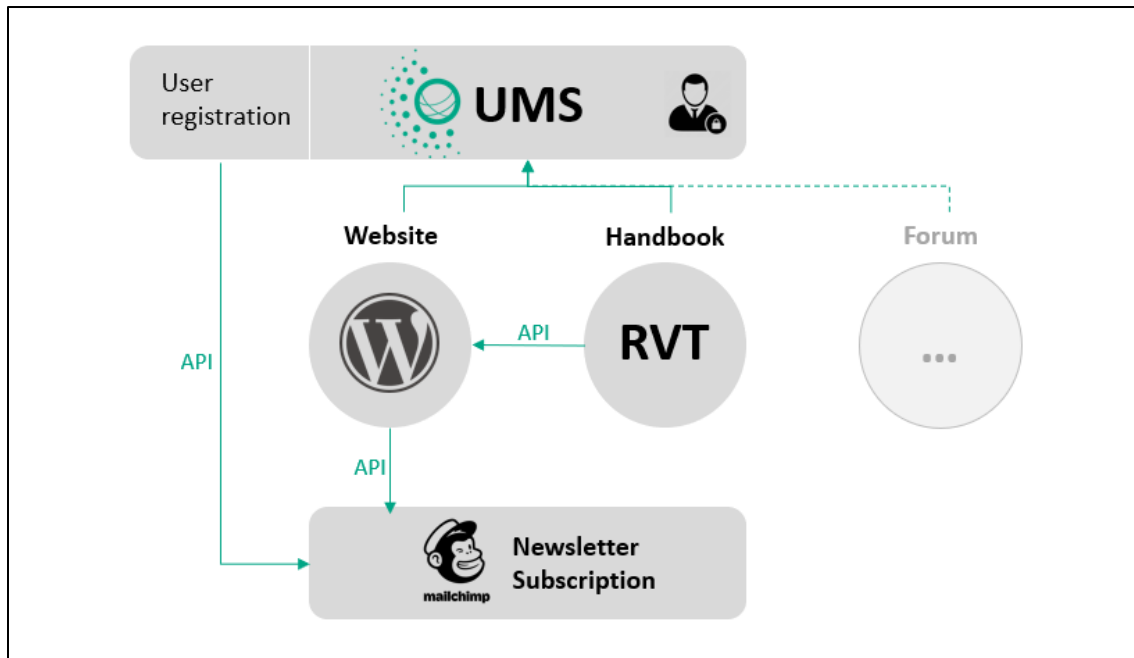 User
registration
UMS
Website
Handbook
Forum
API
API
RVT
...
API
mailchimp
Newsletter
Subscription